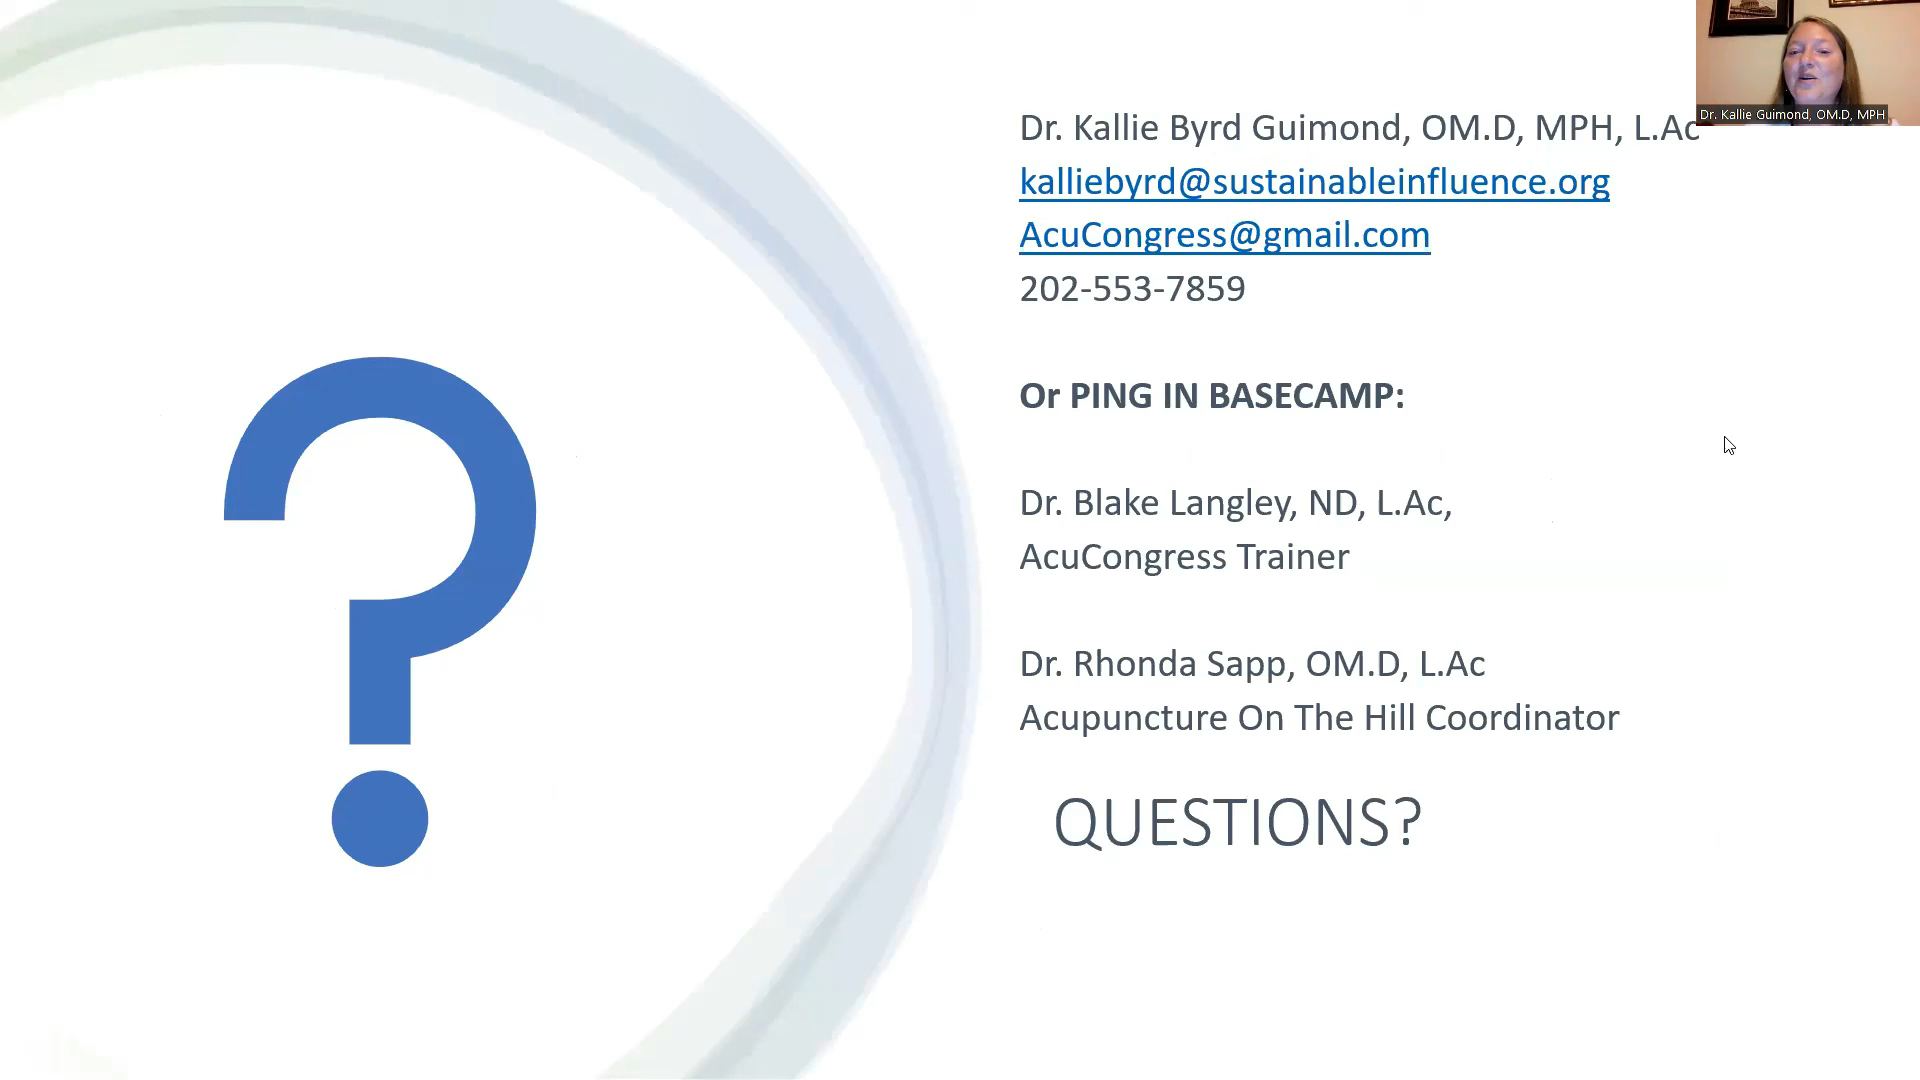 Dr. Kallie Byrd Guimond, OM.D, MPH, L.Ac
kalliebyrd@sustainableinfluence.org
AcuCongress@gmail.com
202-553-7859
Or PING IN BASECAMP:
Dr. Blake Langley, ND, L.Ac,
AcuCongress Trainer
Dr. Rhonda Sapp, OM.D, L.Ac
Acupuncture On The Hill Coordinator
QUESTIONS?
Dr. Kallie Guimond, OM.D, MPH